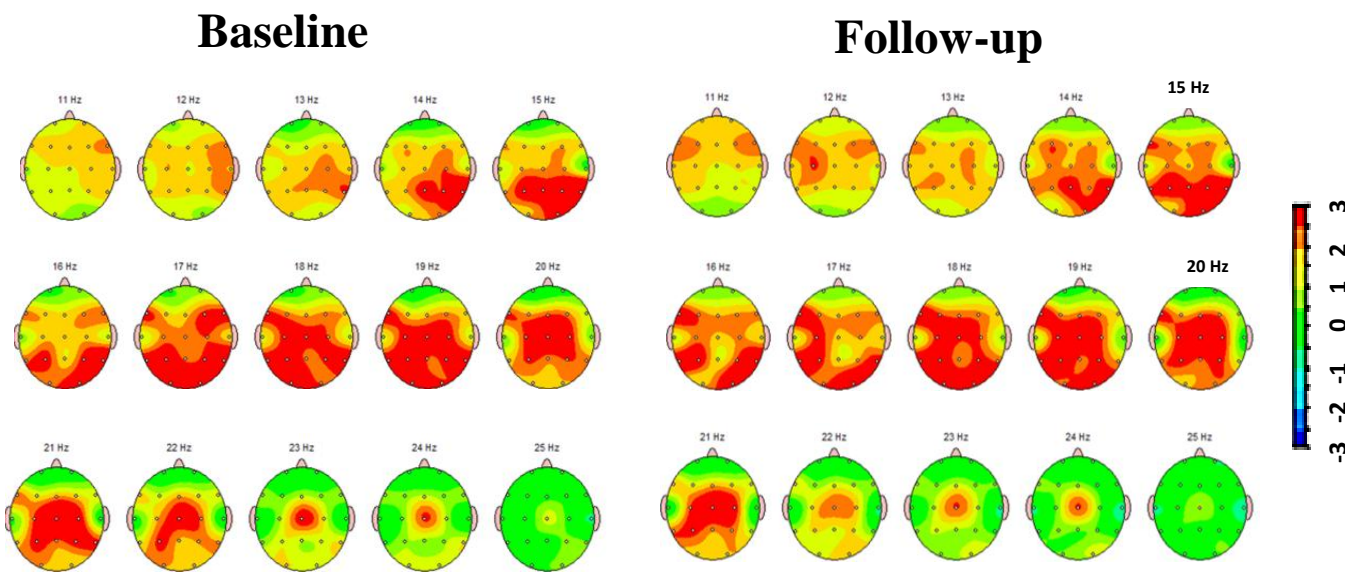 Baseline
Follow-up
11 Hz 12 Hz 13 Hz 14 Hz 15 Hz
11 Hz 12 Hz 13 Hz 14 Hz 15 Hz
16 Hz 17 Hz 18 Hz 19 Hz 20 Hz
16 Hz 17 Hz 18 Hz 19 Hz 20 Hz
21 Hz 22 Hz 23 Hz 24 Hz 25 Hz
21 Hz 22 Hz 23 Hz 24 Hz 25 Hz
3
2
1
0
-1
-2
-3